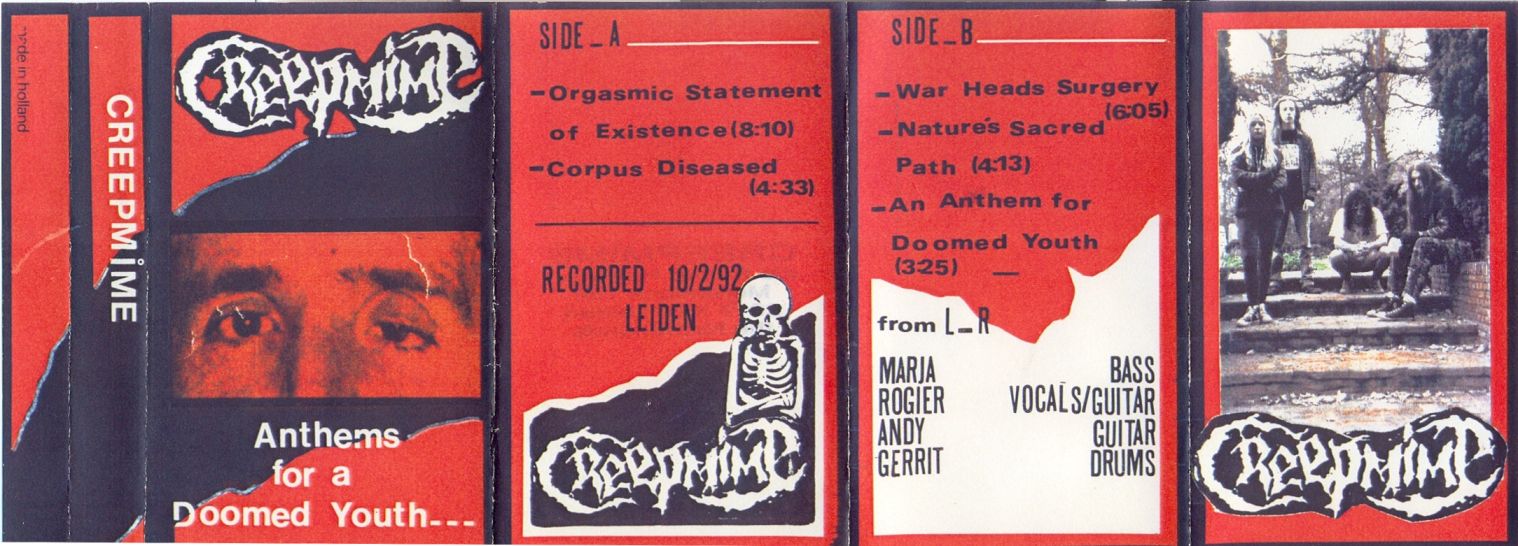 made in holland
CREEPMiME
CREEPMIME
Anthems
for a
Doomed Youth---
SIDE_A
-Orgasmic Statement
of Existence(8:10)
-Corpus Diseased
(4:33)
RECORDED 10/2/92
LEIDEN
CREEPMIME
SIDE_B
-War Heads Surgery
(6:05)
-Nature's Sacred
Path (4:13)
-An Anthem for
Doomed Youth
(3:25) —
from L_R
MARJA BASS
ROGIER VOCALS/GUITAR
ANDY GUITAR
GERRIT DRUMS
CREEPMIME